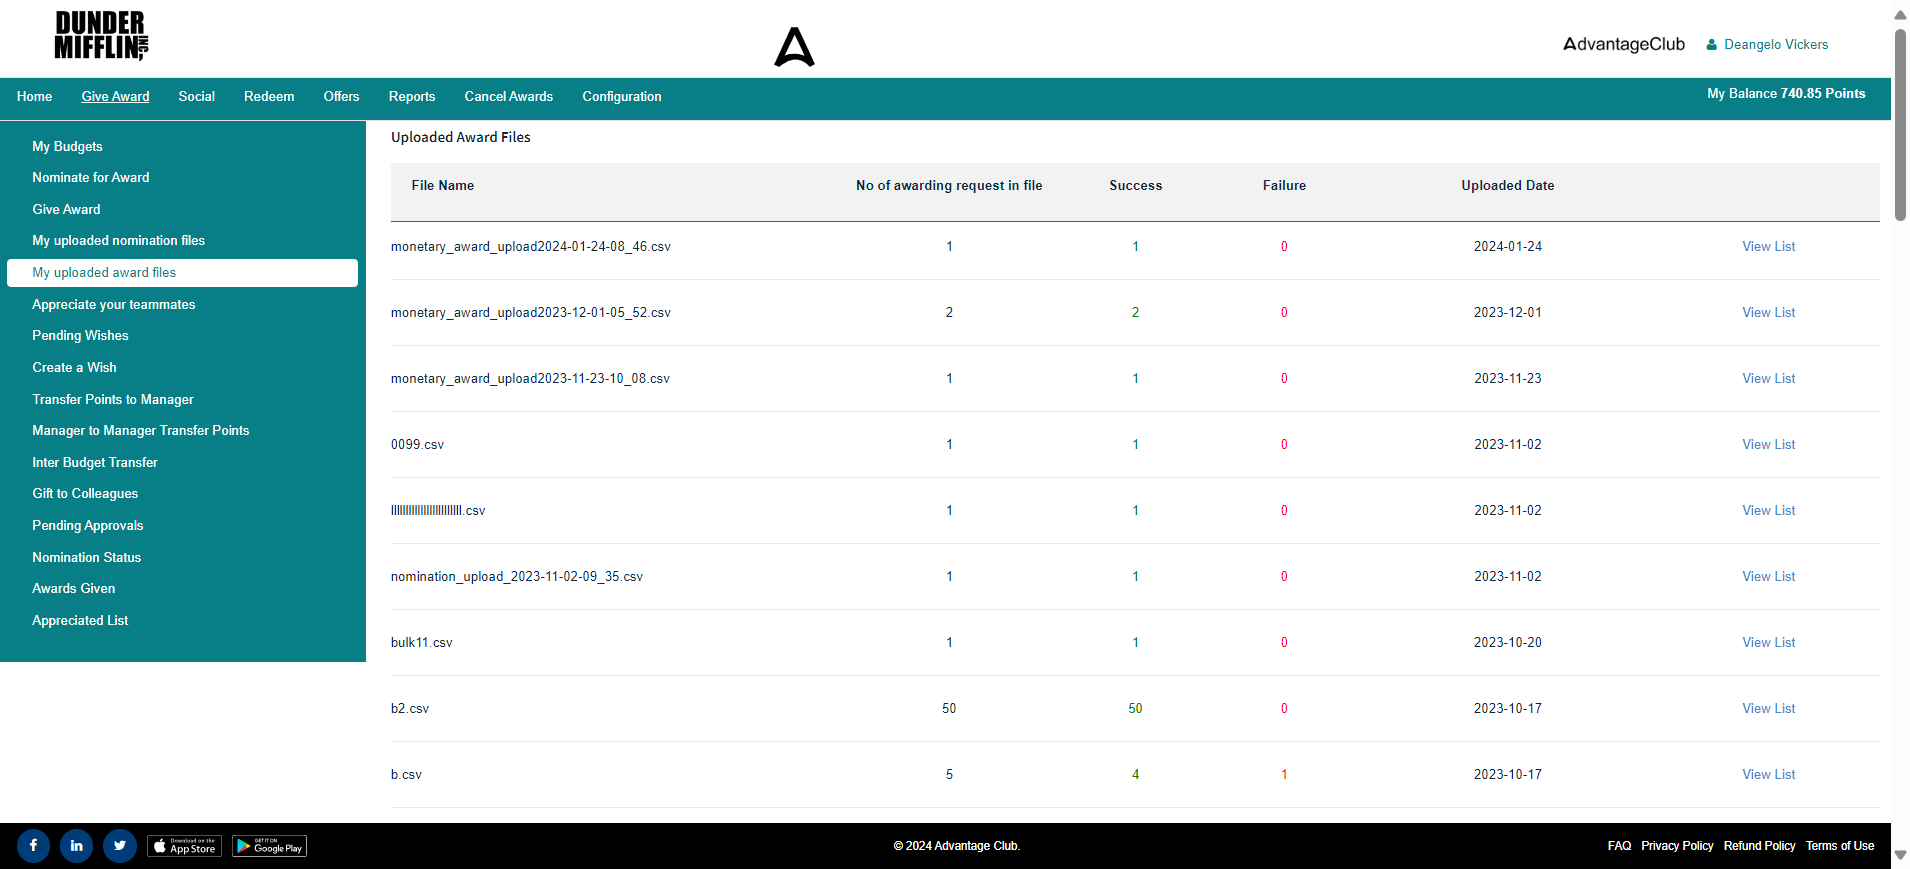 DUNDER
MIFFLIN INC,
AdvantageClub Deangelo Vickers
Home Give Award Social Redeem Offers Reports Cancel Awards Configuration My Balance 740.85 Points
My Budgets
Nominate for Award
Give Award
My uploaded nomination files
My uploaded award files
Appreciate your teammates
Pending Wishes
Create a Wish
Transfer Points to Manager
Manager to Manager Transfer Points
Inter Budget Transfer
Gift to Colleagues
Pending Approvals
Nomination Status
Awards Given
Appreciated List
Uploaded Award Files
File Name No of awarding request in file Success Failure Uploaded Date
monetary_award_upload2024-01-24-08_46.csv 1 1 0 2024-01-24 View List
monetary_award_upload2023-12-01-05_52.csv 2 2 0 2023-12-01 View List
monetary_award_upload2023-11-23-10_08.csv 1 1 0 2023-11-23 View List
0099.csv 1 1 0 2023-11-02 View List
.csv 1 1 0 2023-11-02 View List
nomination_upload_2023-11-02-09_35.csv 1 1 0 2023-11-02 View List
bulk11.csv 1 1 0 2023-10-20 View List
b2.csv 50 50 0 2023-10-17 View List
b.csv 5 4 1 2023-10-17 View List
Download on the
App Store
GET IT ON
Google Play
© 2024 Advantage Club.
FAQ Privacy Policy Refund Policy Terms of Use